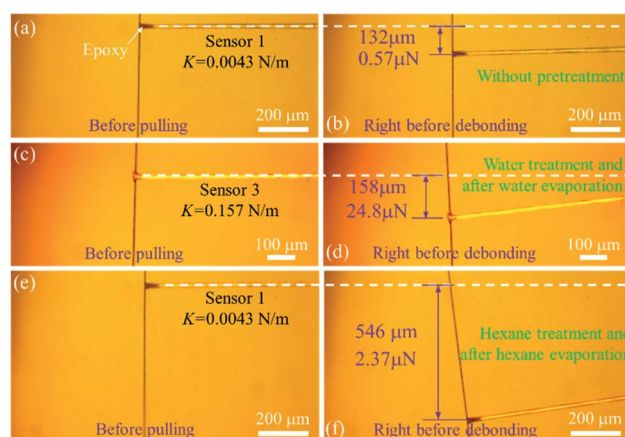 (a)
Epoxy
Sensor 1
K=0.0043 N/m
Before pulling
200 μm
132μm
0.57μN
Without pretreatment
(b)
Right before debonding
200 μm
(c)
Sensor 3
K=0.157 N/m
Before pulling
100 μm
Water treatment and
after water evaporation
158μm
24.8μN
(d)
Right before debonding
100 μm
(e)
Sensor 1
K=0.0043 N/m
Before pulling
200 μm
546 μm
2.37μN
Hexane treatment and
after hexane evaporation
(f)
Right before debonding
200 μm